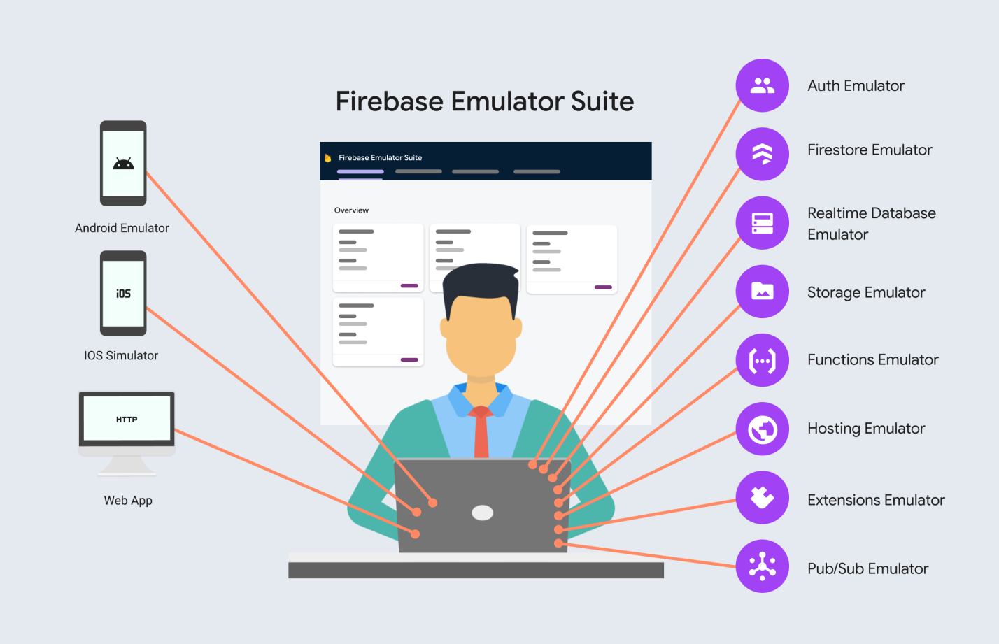 Firebase Emulator Suite
Firebase Emulator Suite
Overview
Android Emulator
iOS
IOS Simulator
HTTP
Web App
Auth Emulator
Firestore Emulator
Realtime Database
Emulator
Storage Emulator
Functions Emulator
Hosting Emulator
Extensions Emulator
Pub/Sub Emulator